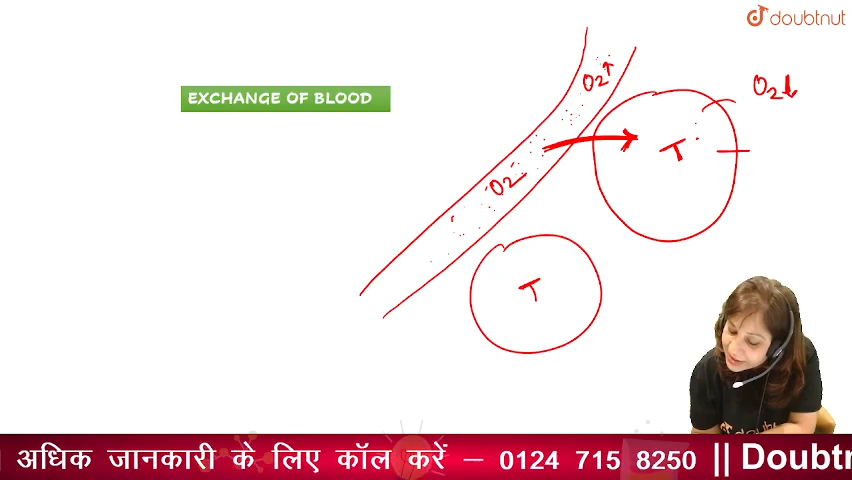 doubtnut
EXCHANGE OF BLOOD
O2↑
O2↓
T
O2
T
अधिक जानकारी के लिए कॉल करें – 0124 715 8250 || Doubtn